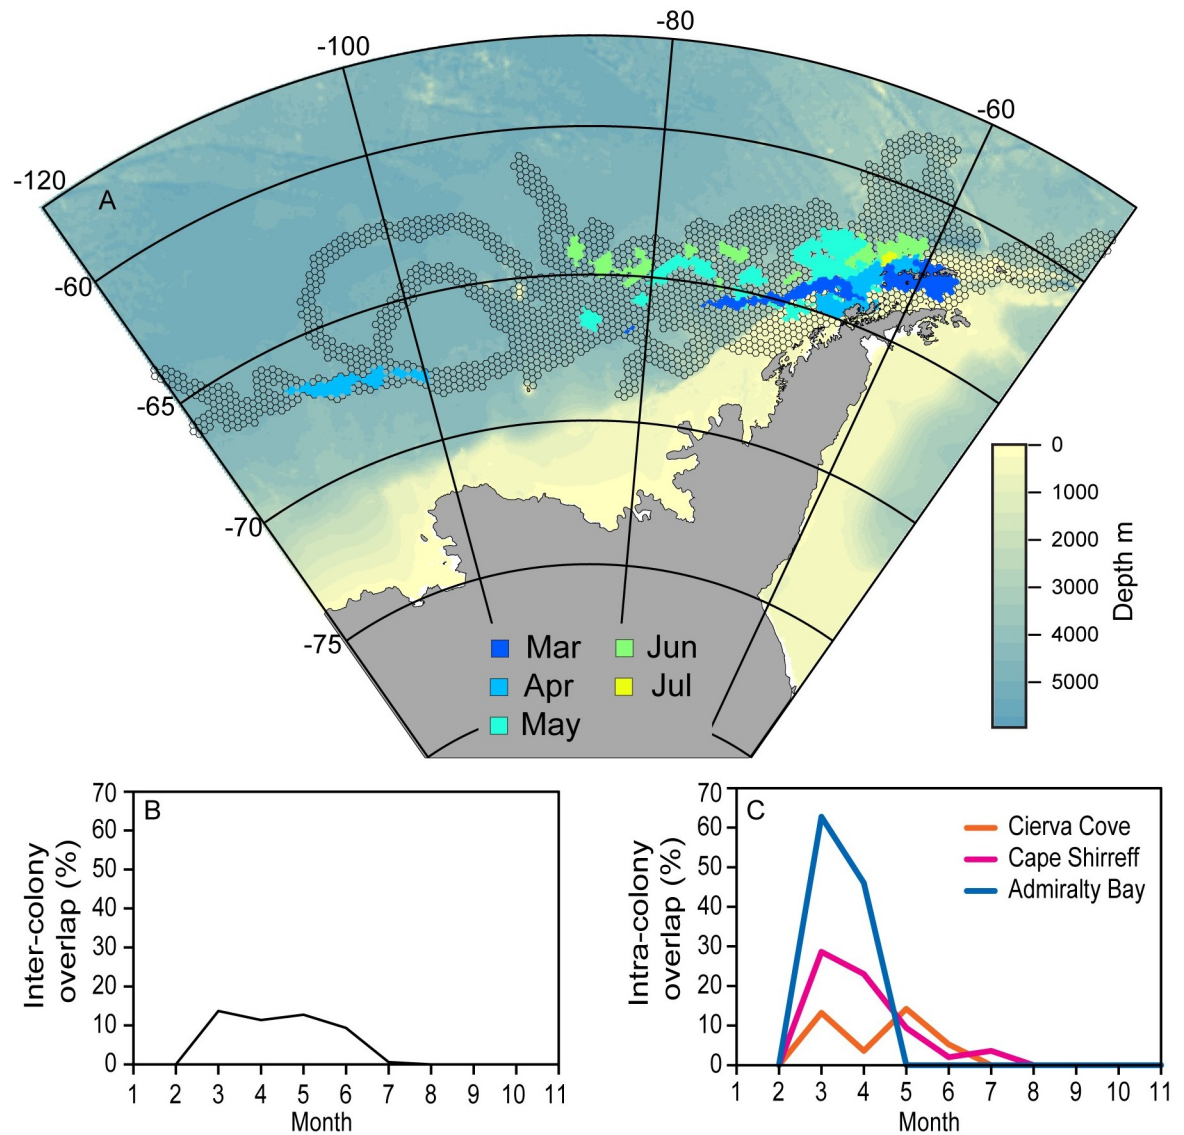 -80
-100
-60
-120
A
-60
-65
-70
-75
0
1000
2000
3000
4000
5000
Depth m
Mar
Jun
Apr
Jul
May
B
70
60
50
40
30
20
10
0
Inter-colony
overlap (%)
1 2 3 4 5 6 7 8 9 10 11
Month
C
70
60
50
40
30
20
10
0
Intra-colony
overlap (%)
Cierva Cove
Cape Shirreff
Admiralty Bay
1 2 3 4 5 6 7 8 9 10 11
Month